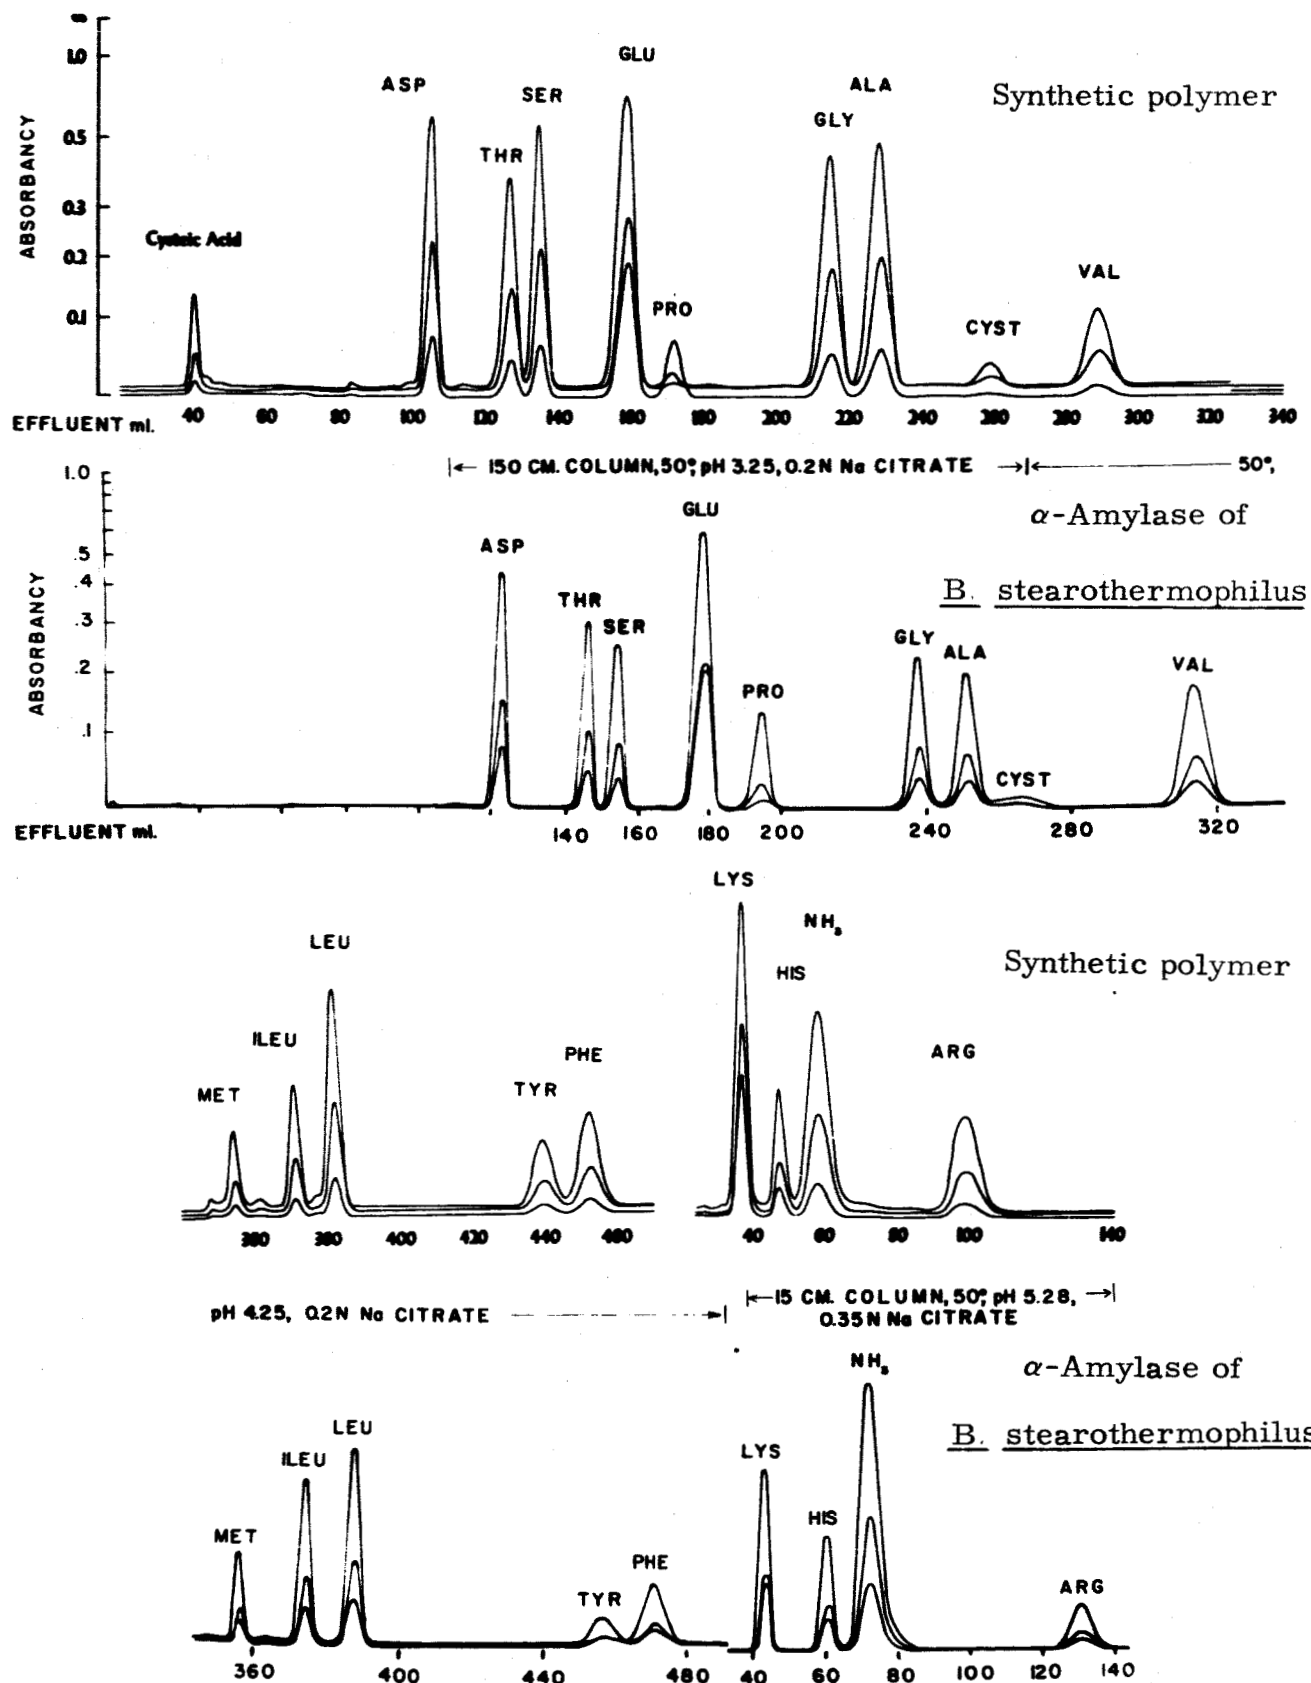 1.0
0.5
0.3
0.2
0.1
ABSORBANCY
Cysteic Acid
ASP
THR
SER
GLU
PRO
GLY
ALA
CYST
VAL
Synthetic polymer
40 60 80 100 120 140 160 180 200 220 240 260 280 300 320 340
EFFLUENT ml.
150 CM. COLUMN, 50°, pH 3.25, 0.2N Na CITRATE
50°,
1.0
.5
.4
.3
.2
.1
ABSORBANCY
ASP
THR
SER
GLU
PRO
GLY
ALA
CYST
VAL
α-Amylase of
B. stearothermophilus
EFFLUENT ml.
140 160 180 200 240 280 320
MET
ILEU
LEU
TYR
PHE
LYS
HIS
NH₃
ARG
Synthetic polymer
380 400 420 440 460
40 60 80 100 140
pH 4.25, 0.2N Na CITRATE
15 CM. COLUMN, 50°, pH 5.28,
0.35N Na CITRATE
MET
ILEU
LEU
TYR
PHE
LYS
HIS
NH₃
ARG
α-Amylase of
B. stearothermophilus
360 400 440 480 40 60 80 100 120 140